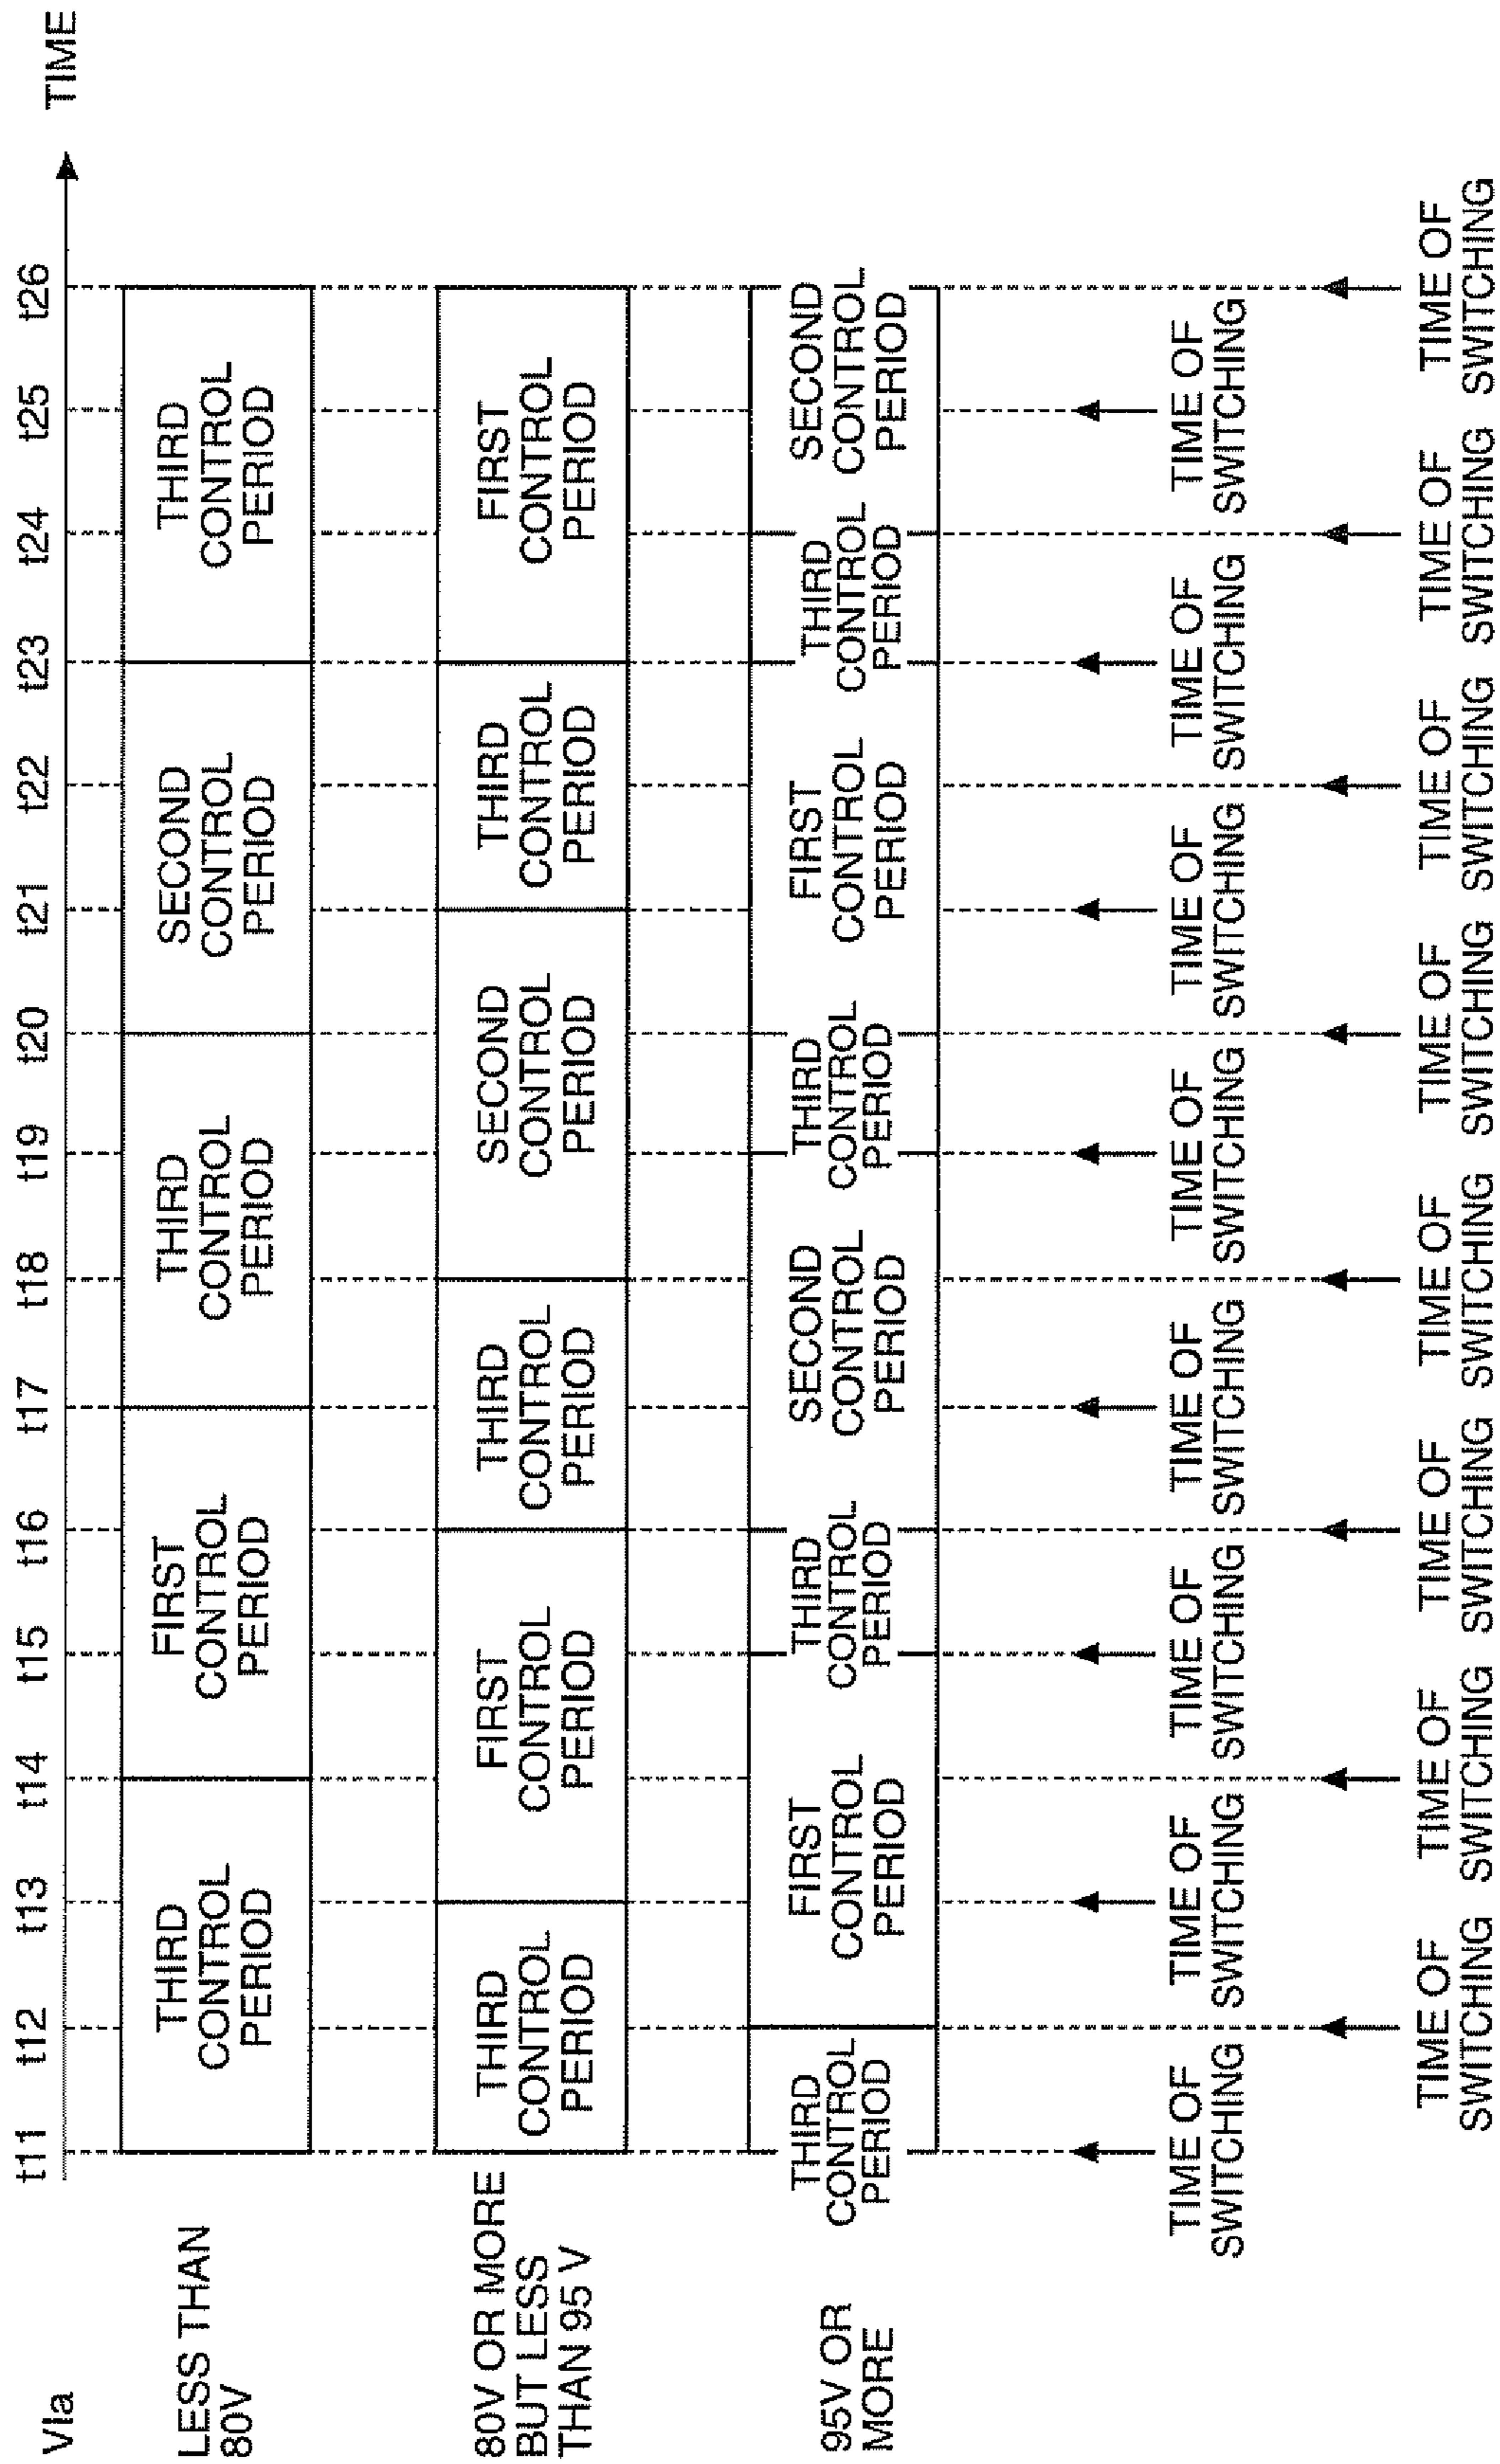 VIa
t11 t12 t13 t14 t15 t16 t17 t18 t19 t20 t21 t22 t23 t24 t25 t26
TIME
LESS THAN
80V
THIRD
CONTROL
PERIOD
FIRST
CONTROL
PERIOD
THIRD
CONTROL
PERIOD
SECOND
CONTROL
PERIOD
THIRD
CONTROL
PERIOD
80V OR MORE
BUT LESS
THAN 95 V
THIRD
CONTROL
PERIOD
FIRST
CONTROL
PERIOD
THIRD
CONTROL
PERIOD
SECOND
CONTROL
PERIOD
THIRD
CONTROL
PERIOD
FIRST
CONTROL
PERIOD
95V OR
MORE
THIRD
CONTROL
PERIOD
FIRST
CONTROL
PERIOD
THIRD
CONTROL
PERIOD
SECOND
CONTROL
PERIOD
THIRD
CONTROL
PERIOD
FIRST
CONTROL
PERIOD
THIRD
CONTROL
PERIOD
SECOND
CONTROL
PERIOD
TIME OF
SWITCHING
TIME OF
SWITCHING
TIME OF
SWITCHING
TIME OF
SWITCHING
TIME OF
SWITCHING
TIME OF
SWITCHING
TIME OF
SWITCHING
TIME OF
SWITCHING
TIME OF
SWITCHING
TIME OF
SWITCHING
TIME OF
SWITCHING
TIME OF
SWITCHING
TIME OF
SWITCHING
TIME OF
SWITCHING
TIME OF
SWITCHING
TIME OF
SWITCHING